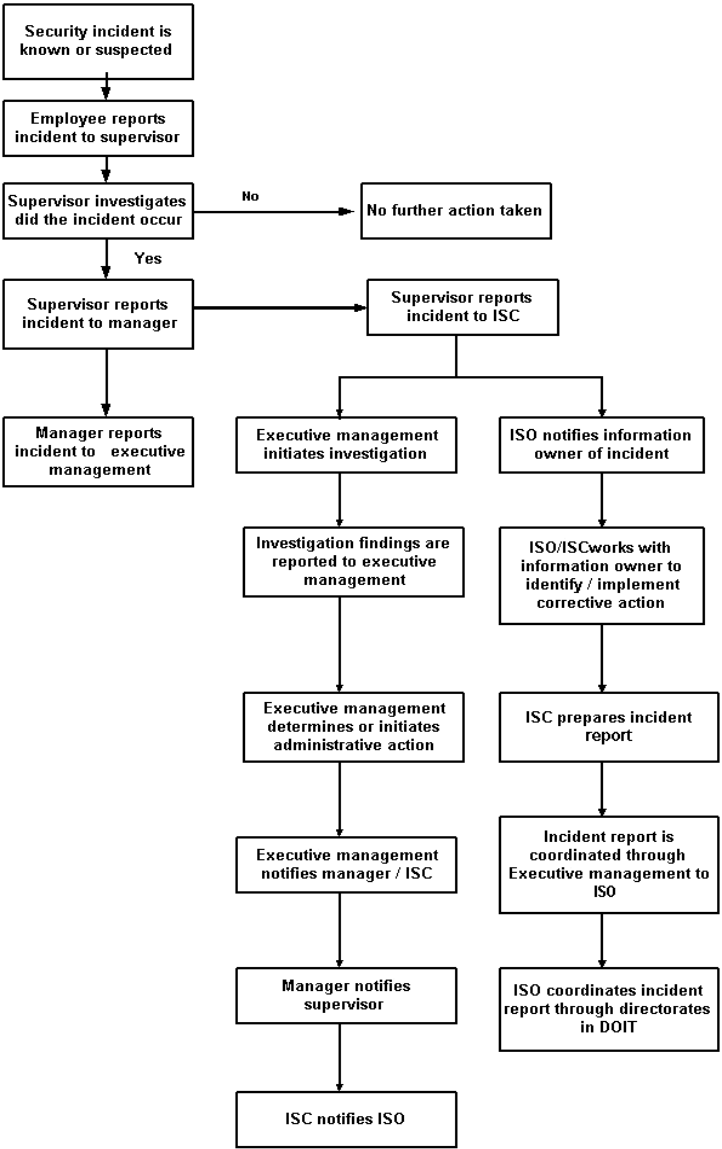 Security incident is
known or suspected
Employee reports
incident to supervisor
Supervisor investigates
did the incident occur
No
No further action taken
Yes
Supervisor reports
incident to manager
Supervisor reports
incident to ISC
Manager reports
incident to executive
management
Executive management
initiates investigation
ISO notifies information
owner of incident
Investigation findings are
reported to executive
management
ISO/ISCworks with
information owner to
identify / implement
corrective action
Executive management
determines or initiates
administrative action
ISC prepares incident
report
Executive management
notifies manager / ISC
Incident report is
coordinated through
Executive management to
ISO
Manager notifies
supervisor
ISO coordinates incident
report through directorates
in DOIT
ISC notifies ISO